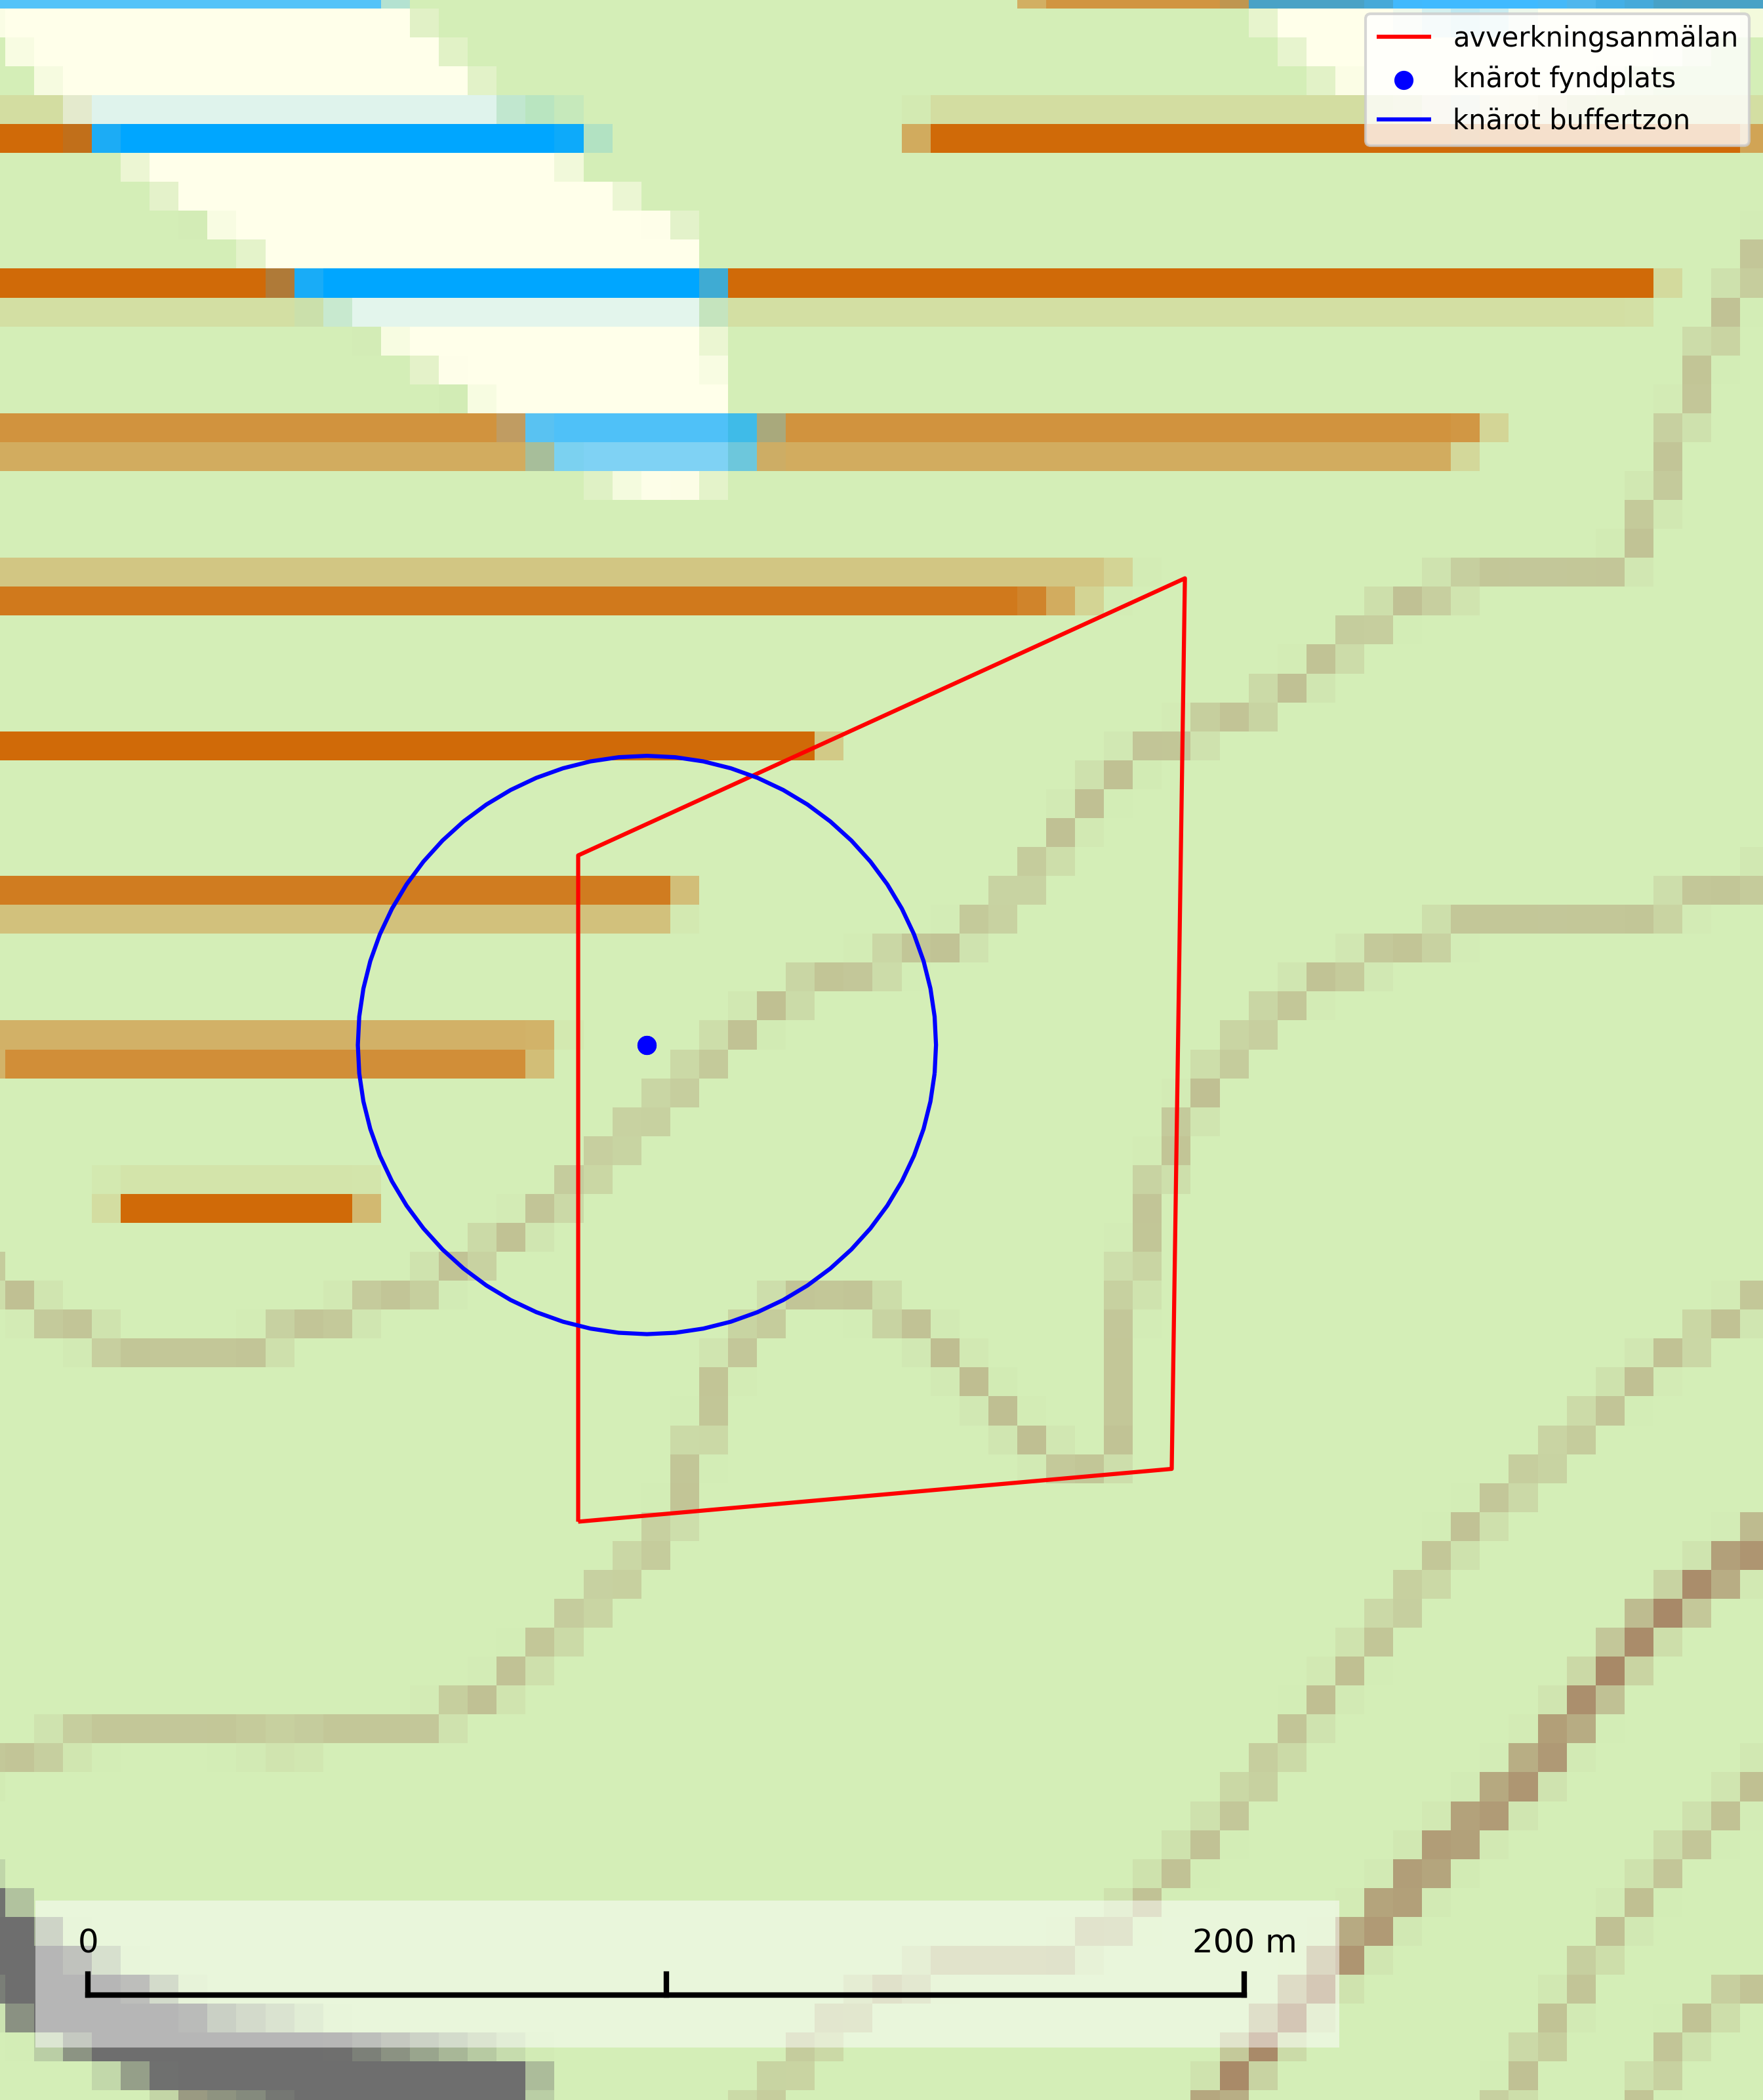 avverkningsanmälan
knärot fyndplats
knärot buffertzon
0
200 m